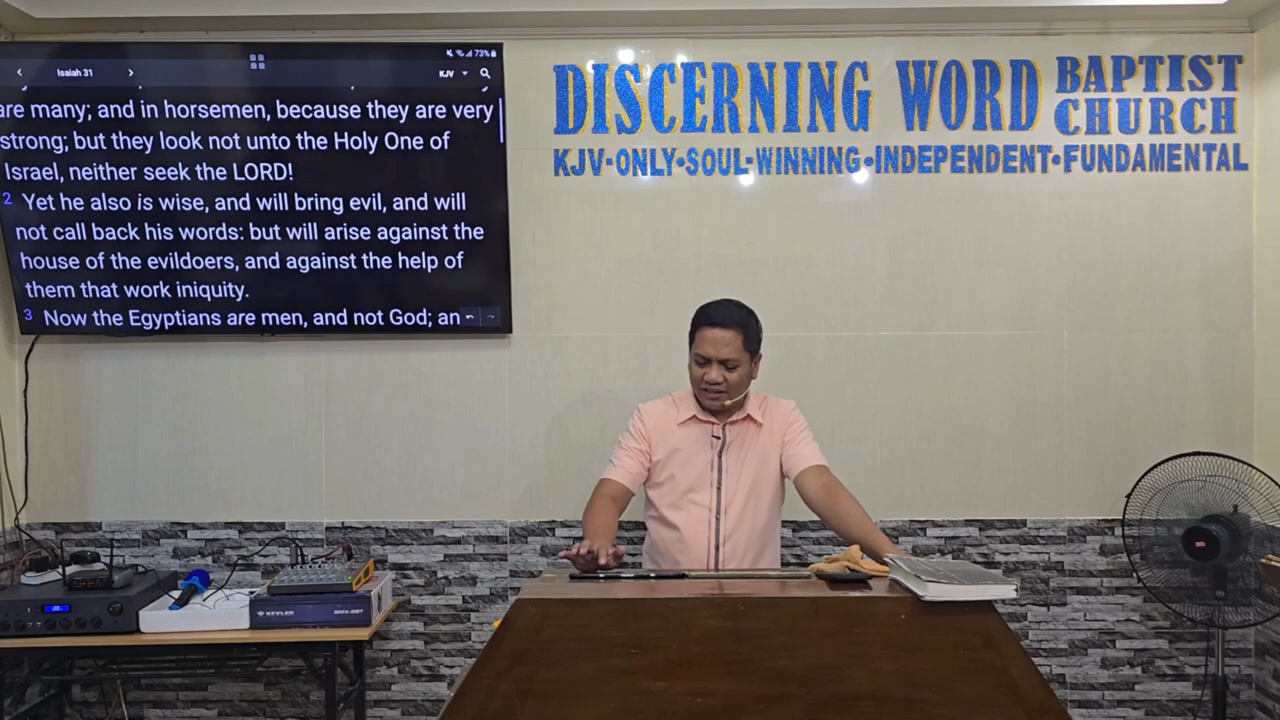 73%
Isaiah 31
KJV
are many; and in horsemen, because they are very
strong; but they look not unto the Holy One of
Israel, neither seek the LORD!
2 Yet he also is wise, and will bring evil, and will
not call back his words: but will arise against the
house of the evildoers, and against the help of
them that work iniquity.
3 Now the Egyptians are men, and not God; an
DISCERNING WORD BAPTIST
CHURCH
KJV-ONLY•SOUL-WINNING•INDEPENDENT•FUNDAMENTAL
KEVLER